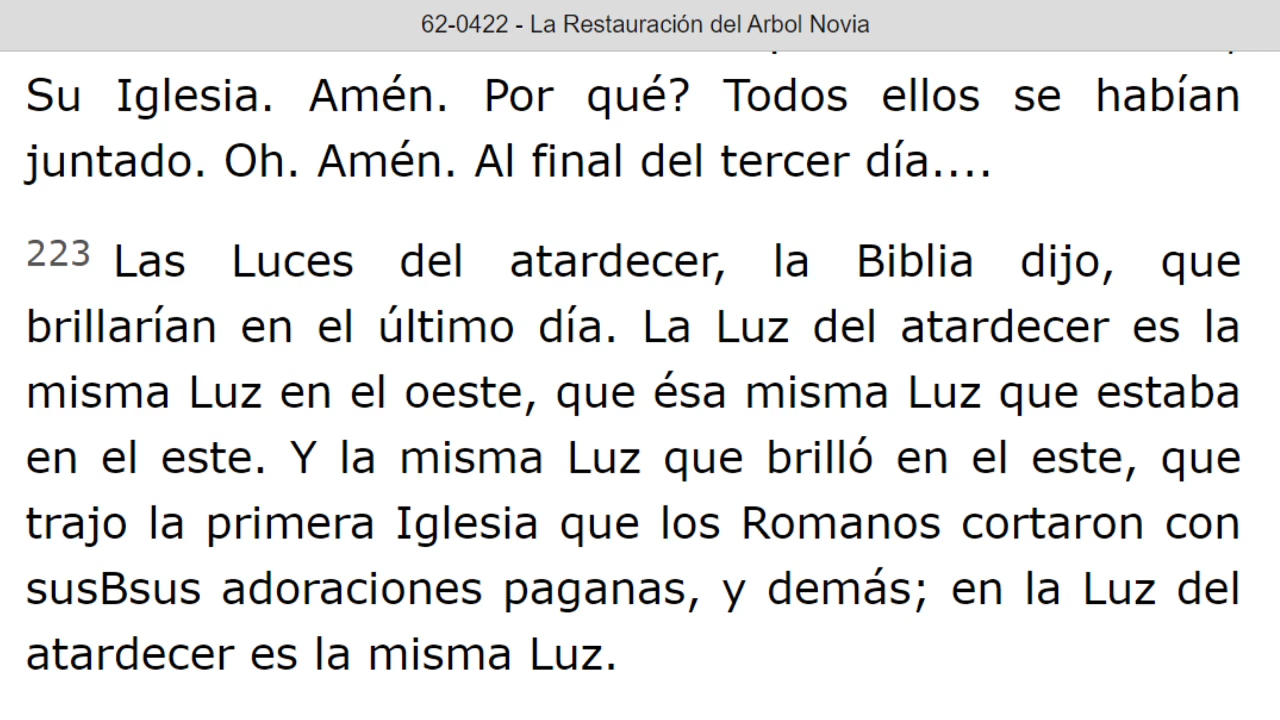 62-0422 - La Restauración del Arbol Novia
Su Iglesia. Amén. Por qué? Todos ellos se habían
juntado. Oh. Amén. Al final del tercer día....
223 Las Luces del atardecer, la Biblia dijo, que
brillarían en el último día. La Luz del atardecer es la
misma Luz en el oeste, que ésa misma Luz que estaba
en el este. Y la misma Luz que brilló en el este, que
trajo la primera Iglesia que los Romanos cortaron con
susBsus adoraciones paganas, y demás; en la Luz del
atardecer es la misma Luz.